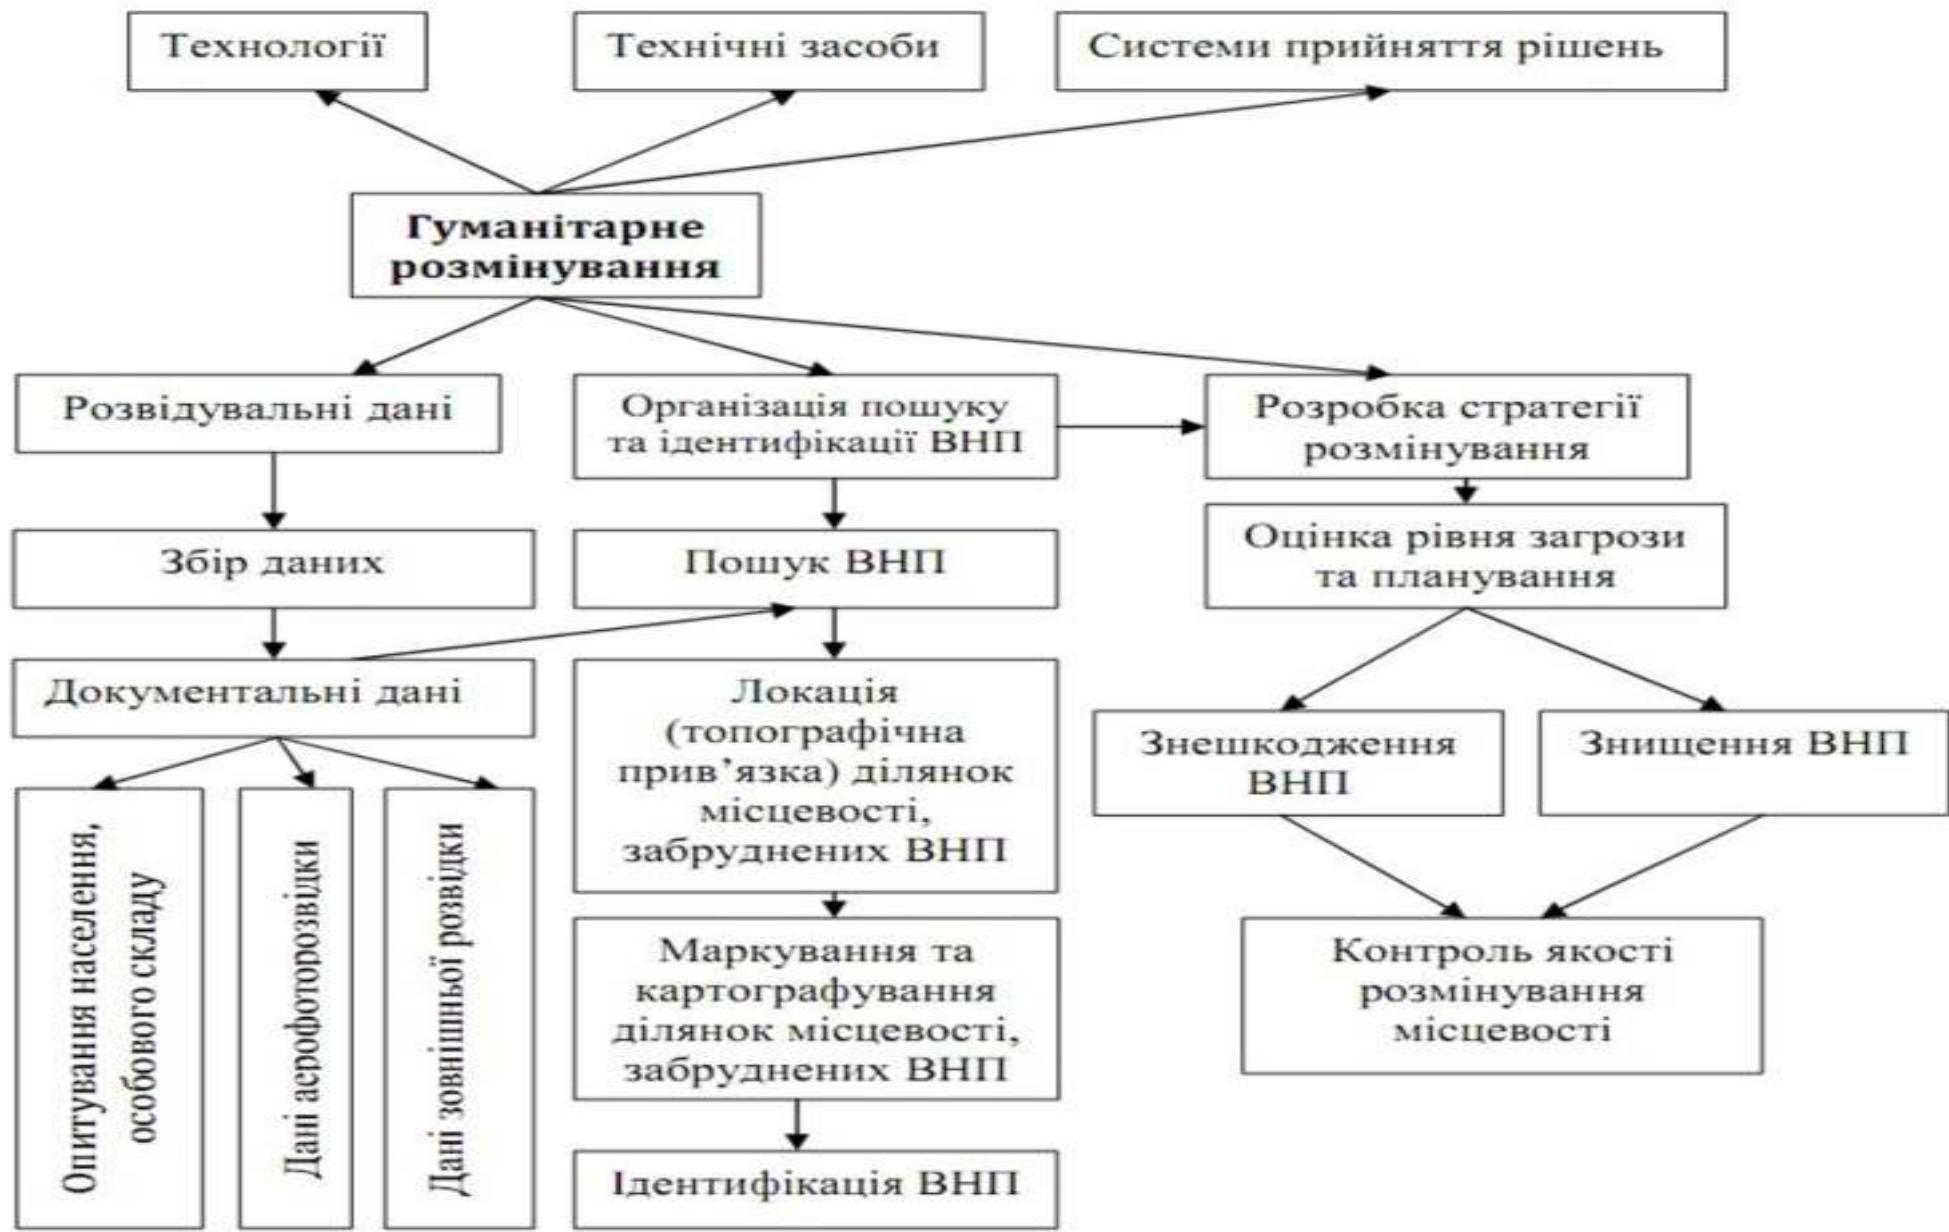 Технології
Технічні засоби
Системи прийняття рішень
Гуманітарне
розмінування
Розвідувальні дані
Організація пошуку
та ідентифікації ВНП
Розробка стратегії
розмінування
Збір даних
Пошук ВНП
Оцінка рівня загрози
та планування
Документальні дані
Локація
(топографічна
прив’язка) ділянок
місцевості,
забруднених ВНП
Знешкодження
ВНП
Знищення ВНП
Опитування населення,
особового складу
Дані аерофоторозвідки
Дані зовнішньої розвідки
Маркування та
картографування
ділянок місцевості,
забруднених ВНП
Контроль якості
розмінування
місцевості
Ідентифікація ВНП